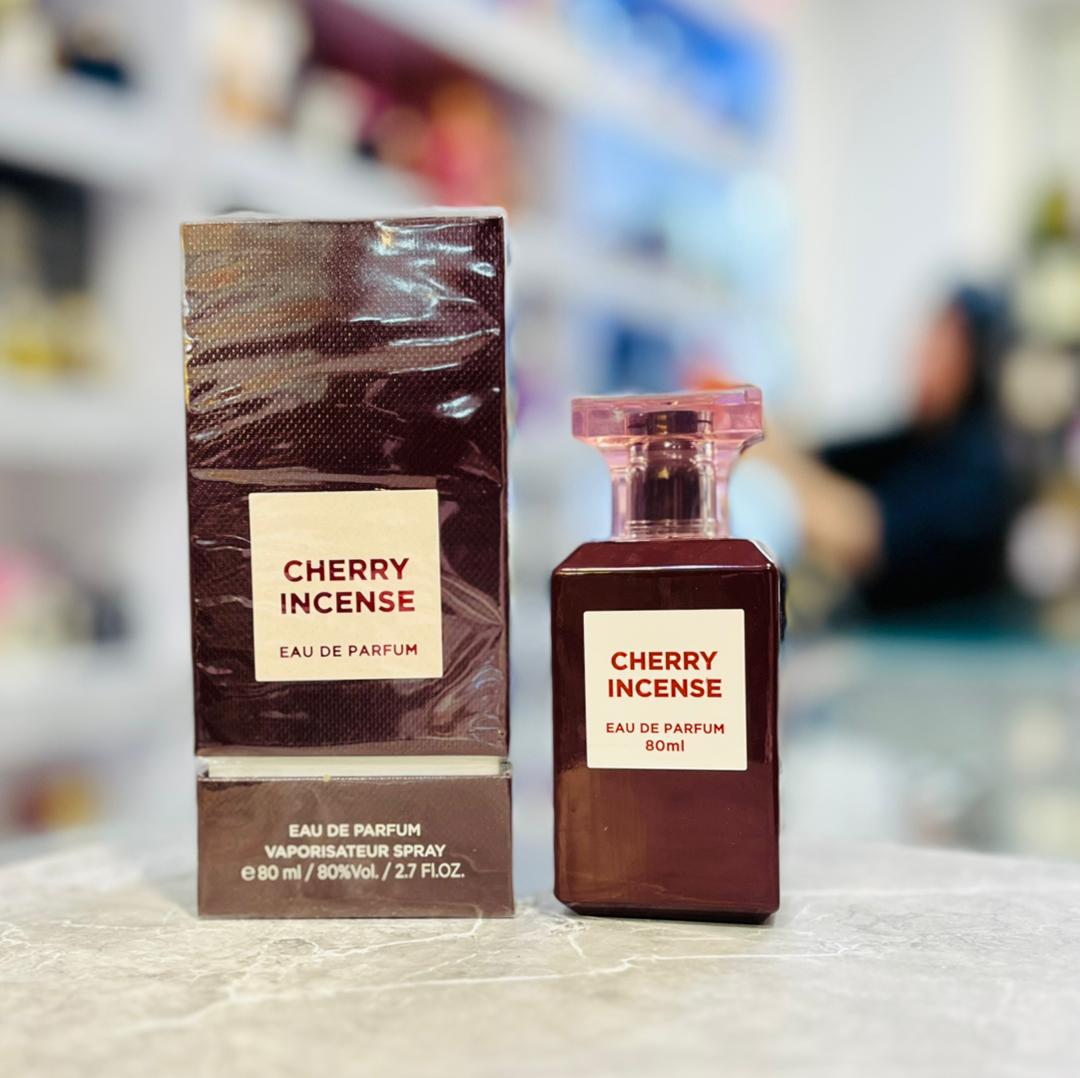 CHERRY
INCENSE
EAU DE PARFUM
EAU DE PARFUM
VAPORISATEUR SPRAY
℮80 ml / 80%Vol. / 2.7 Fl.OZ.
CHERRY
INCENSE
EAU DE PARFUM
80ml